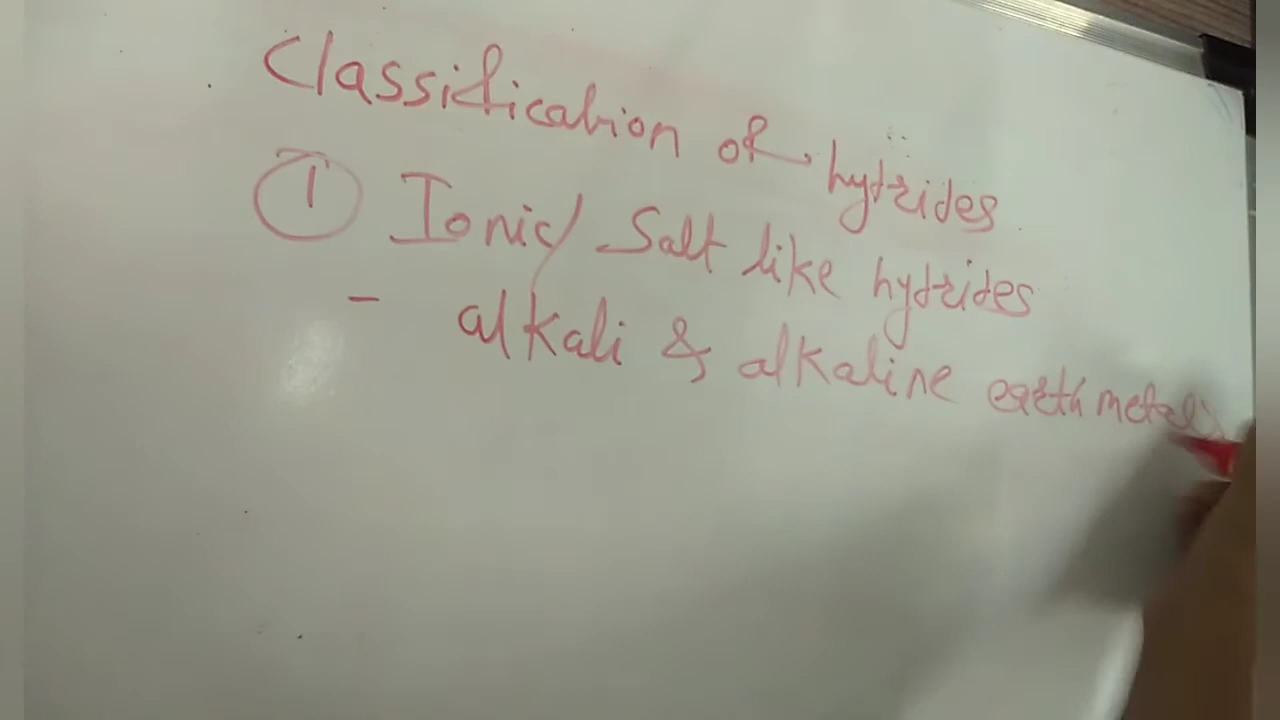 Classification of hydrides
① Ionic/ Salt like hydrides
- alkali & alkaline earth metals